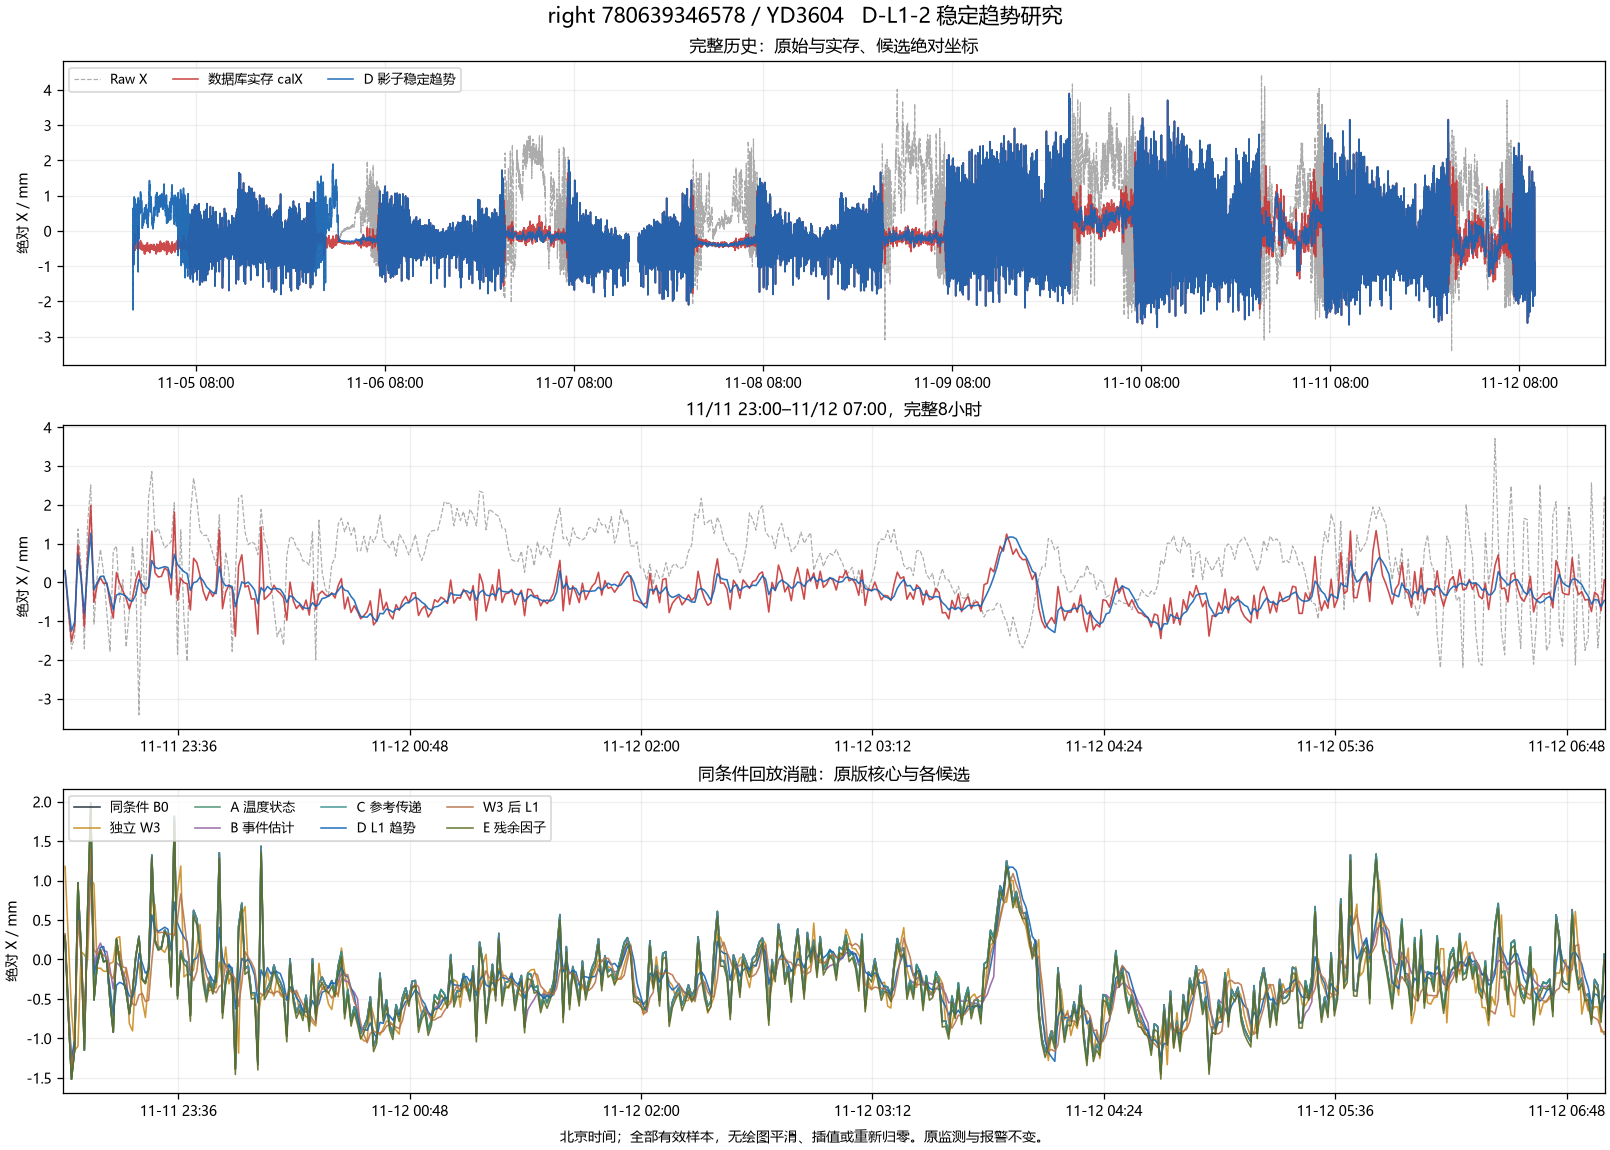 right 780639346578 / YD3604   D-L1-2 稳定趋势研究
完整历史：原始与实存、候选绝对坐标
Raw X
数据库实存 calX
D 影子稳定趋势
绝对 X / mm
4
3
2
1
0
-1
-2
-3
11-05 08:00
11-06 08:00
11-07 08:00
11-08 08:00
11-09 08:00
11-10 08:00
11-11 08:00
11-12 08:00
11/11 23:00–11/12 07:00，完整8小时
绝对 X / mm
4
3
2
1
0
-1
-2
-3
11-11 23:36
11-12 00:48
11-12 02:00
11-12 03:12
11-12 04:24
11-12 05:36
11-12 06:48
同条件回放消融：原版核心与各候选
同条件 B0
独立 W3
A 温度状态
B 事件估计
C 参考传递
D L1 趋势
W3 后 L1
E 残余因子
绝对 X / mm
2.0
1.5
1.0
0.5
0.0
-0.5
-1.0
-1.5
11-11 23:36
11-12 00:48
11-12 02:00
11-12 03:12
11-12 04:24
11-12 05:36
11-12 06:48
北京时间；全部有效样本，无绘图平滑、插值或重新归零。原监测与报警不变。